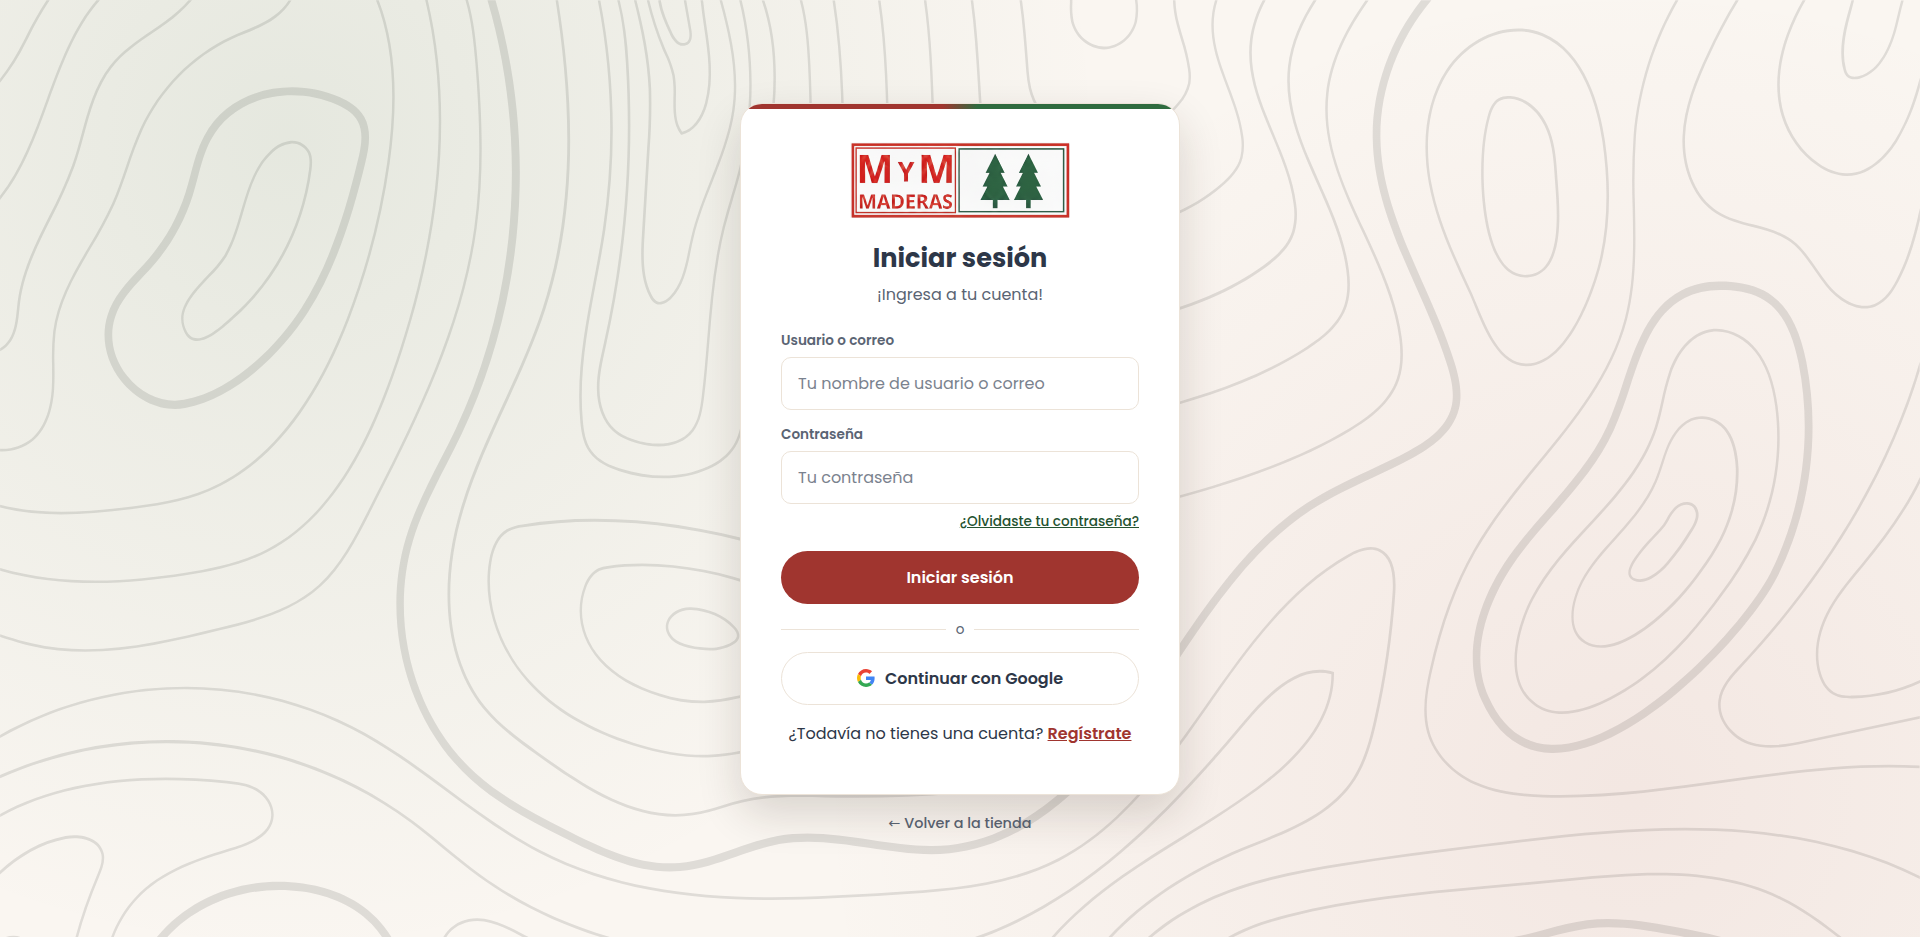 M Y M
MADERAS
Iniciar sesión
¡Ingresa a tu cuenta!
Usuario o correo
Tu nombre de usuario o correo
Contraseña
Tu contraseña
¿Olvidaste tu contraseña?
Iniciar sesión
o
Continuar con Google
¿Todavía no tienes una cuenta? Regístrate
← Volver a la tienda